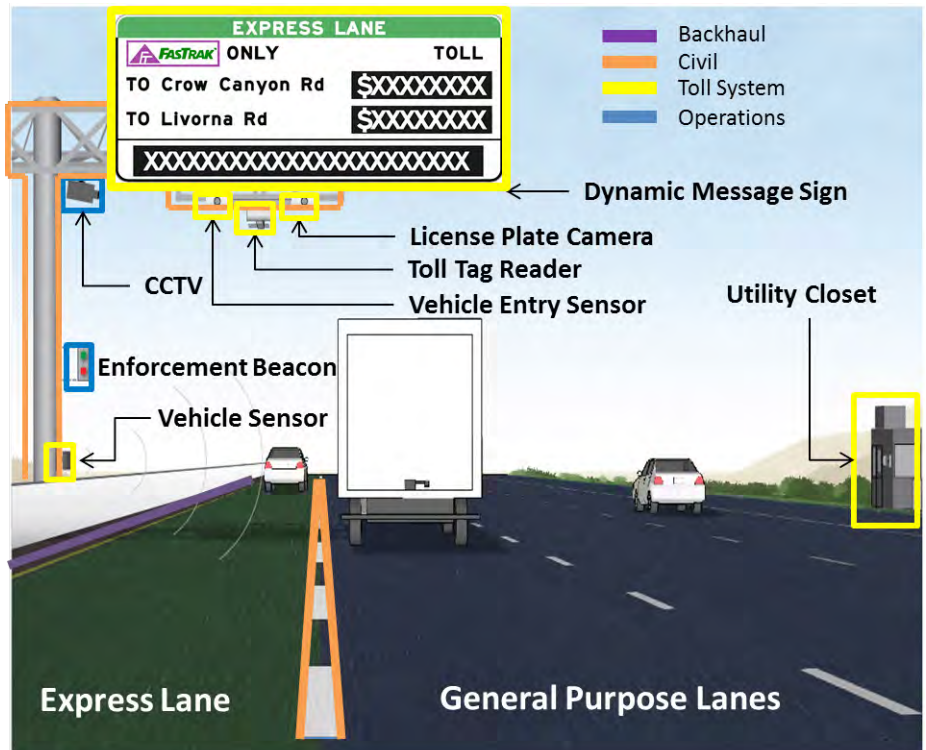 EXPRESS LANE
FasTrak ONLY TOLL
TO Crow Canyon Rd $XXXXXXXXX
TO Livorna Rd $XXXXXXXXX
XXXXXXXXXXXXXXXXXXXXXXX
Backhaul
Civil
Toll System
Operations
Dynamic Message Sign
License Plate Camera
Toll Tag Reader
CCTV
Vehicle Entry Sensor
Utility Closet
Enforcement Beacon
Vehicle Sensor
Express Lane
General Purpose Lanes